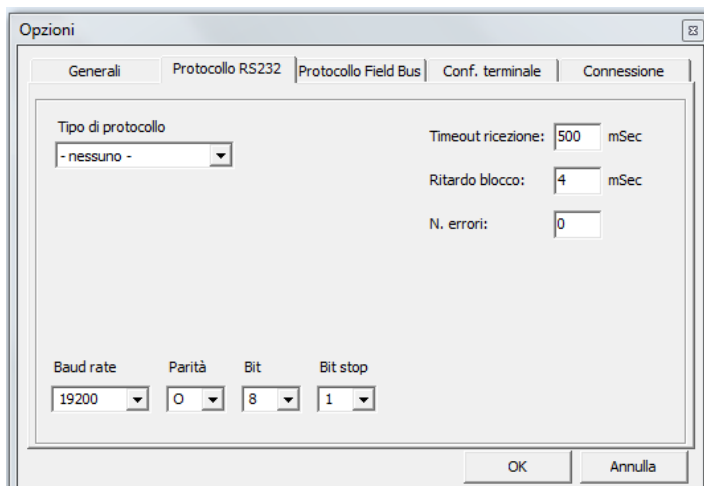 Opzioni
Generali Protocollo RS232 Protocollo Field Bus Conf. terminale Connessione
Tipo di protocollo
- nessuno -
Timeout ricezione: 500 mSec
Ritardo blocco: 4 mSec
N. errori: 0
Baud rate Parità Bit Bit stop
19200 O 8 1
OK Annulla